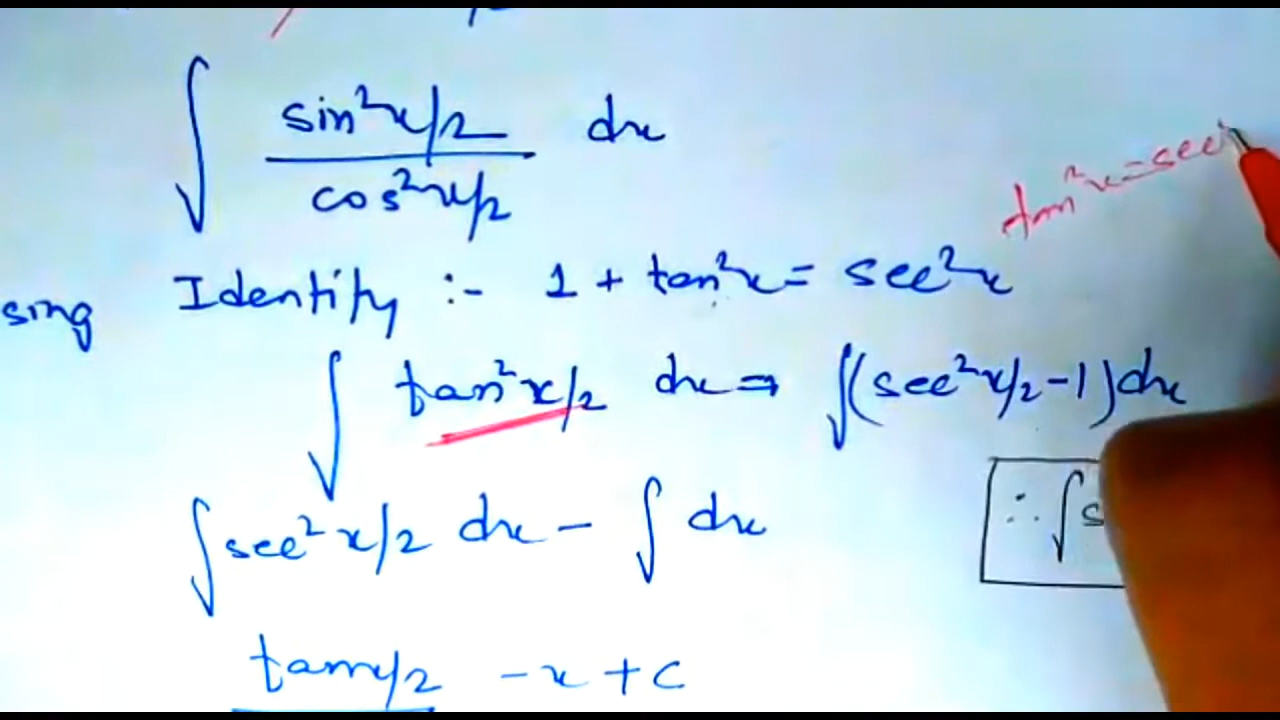 ∫ sin²x/2 / cos²x/2 dx
tan²x = sec
sing Identity :- 1 + tan²x = sec²x
∫ tan²x/2 dx ⇒ ∫(sec²x/2 - 1)dx
∫sec²x/2 dx - ∫ dx
∴ ∫s
tanx/2 - x + c